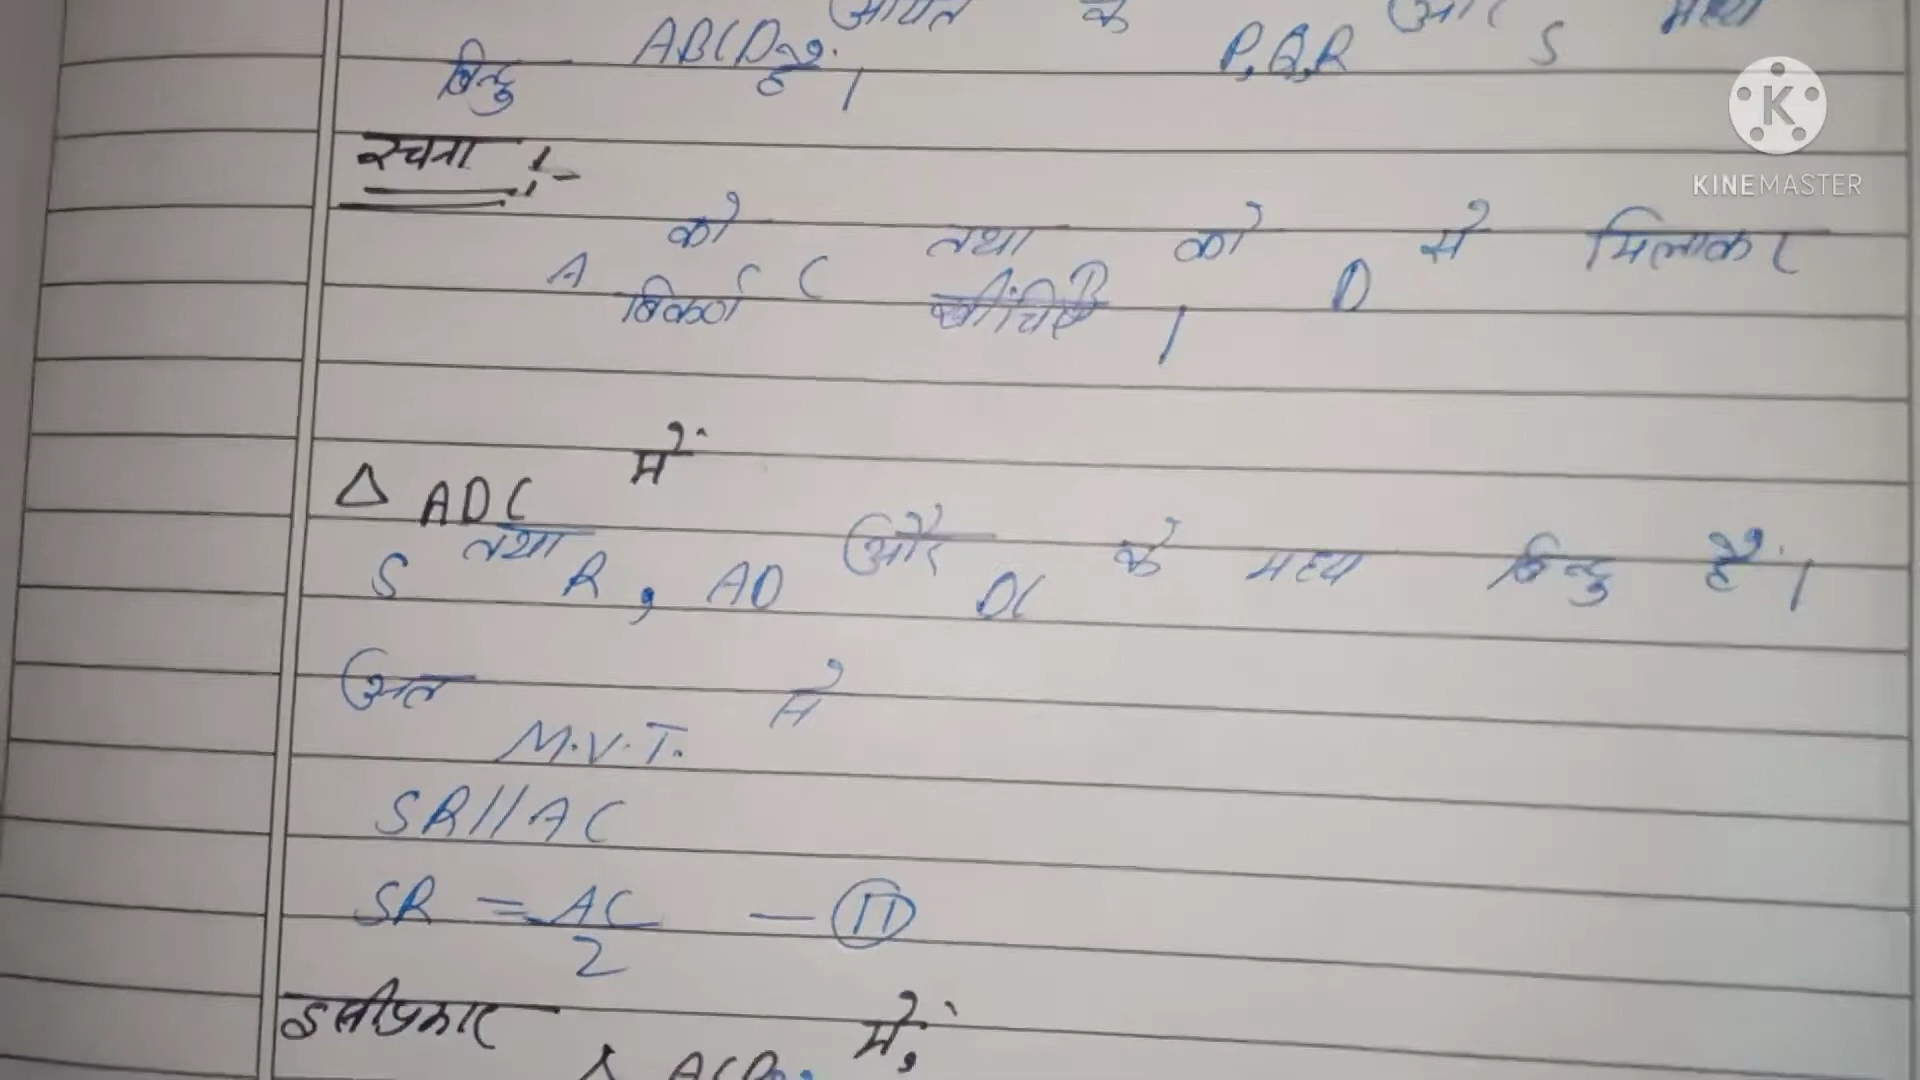 आयत ABCD के P, Q, R और S मध्य
बिन्दु हैं।
रचना :-
A को C तथा B को D से मिलाकर
विकर्ण खींचिए।
△ ADC में
S तथा R, AD और DC के मध्य बिन्दु हैं।
अत M.V.T. से
SR//AC
SR = AC/2 — II
इसीप्रकार △ में,
K
KINEMASTER